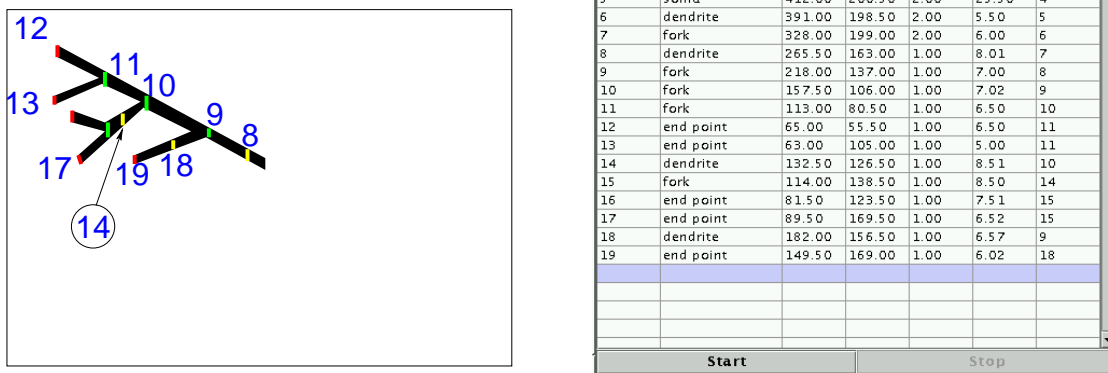 12
11
10
13
9
8
17
19
18
14
6 dendrite 391.00 198.50 2.00 5.50 5
7 fork 328.00 199.00 2.00 6.00 6
8 dendrite 265.50 163.00 1.00 8.01 7
9 fork 218.00 137.00 1.00 7.00 8
10 fork 157.50 106.00 1.00 7.02 9
11 fork 113.00 80.50 1.00 6.50 10
12 end point 65.00 55.50 1.00 6.50 11
13 end point 63.00 105.00 1.00 5.00 11
14 dendrite 132.50 126.50 1.00 8.51 10
15 fork 114.00 138.50 1.00 8.50 14
16 end point 81.50 123.50 1.00 7.51 15
17 end point 89.50 169.50 1.00 6.52 15
18 dendrite 182.00 156.50 1.00 6.57 9
19 end point 149.50 169.00 1.00 6.02 18
Start Stop